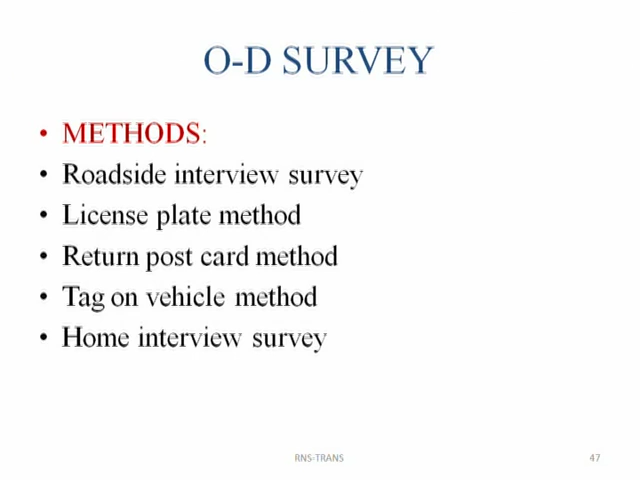 O-D SURVEY
• METHODS:
• Roadside interview survey
• License plate method
• Return post card method
• Tag on vehicle method
• Home interview survey
RNS-TRANS
47